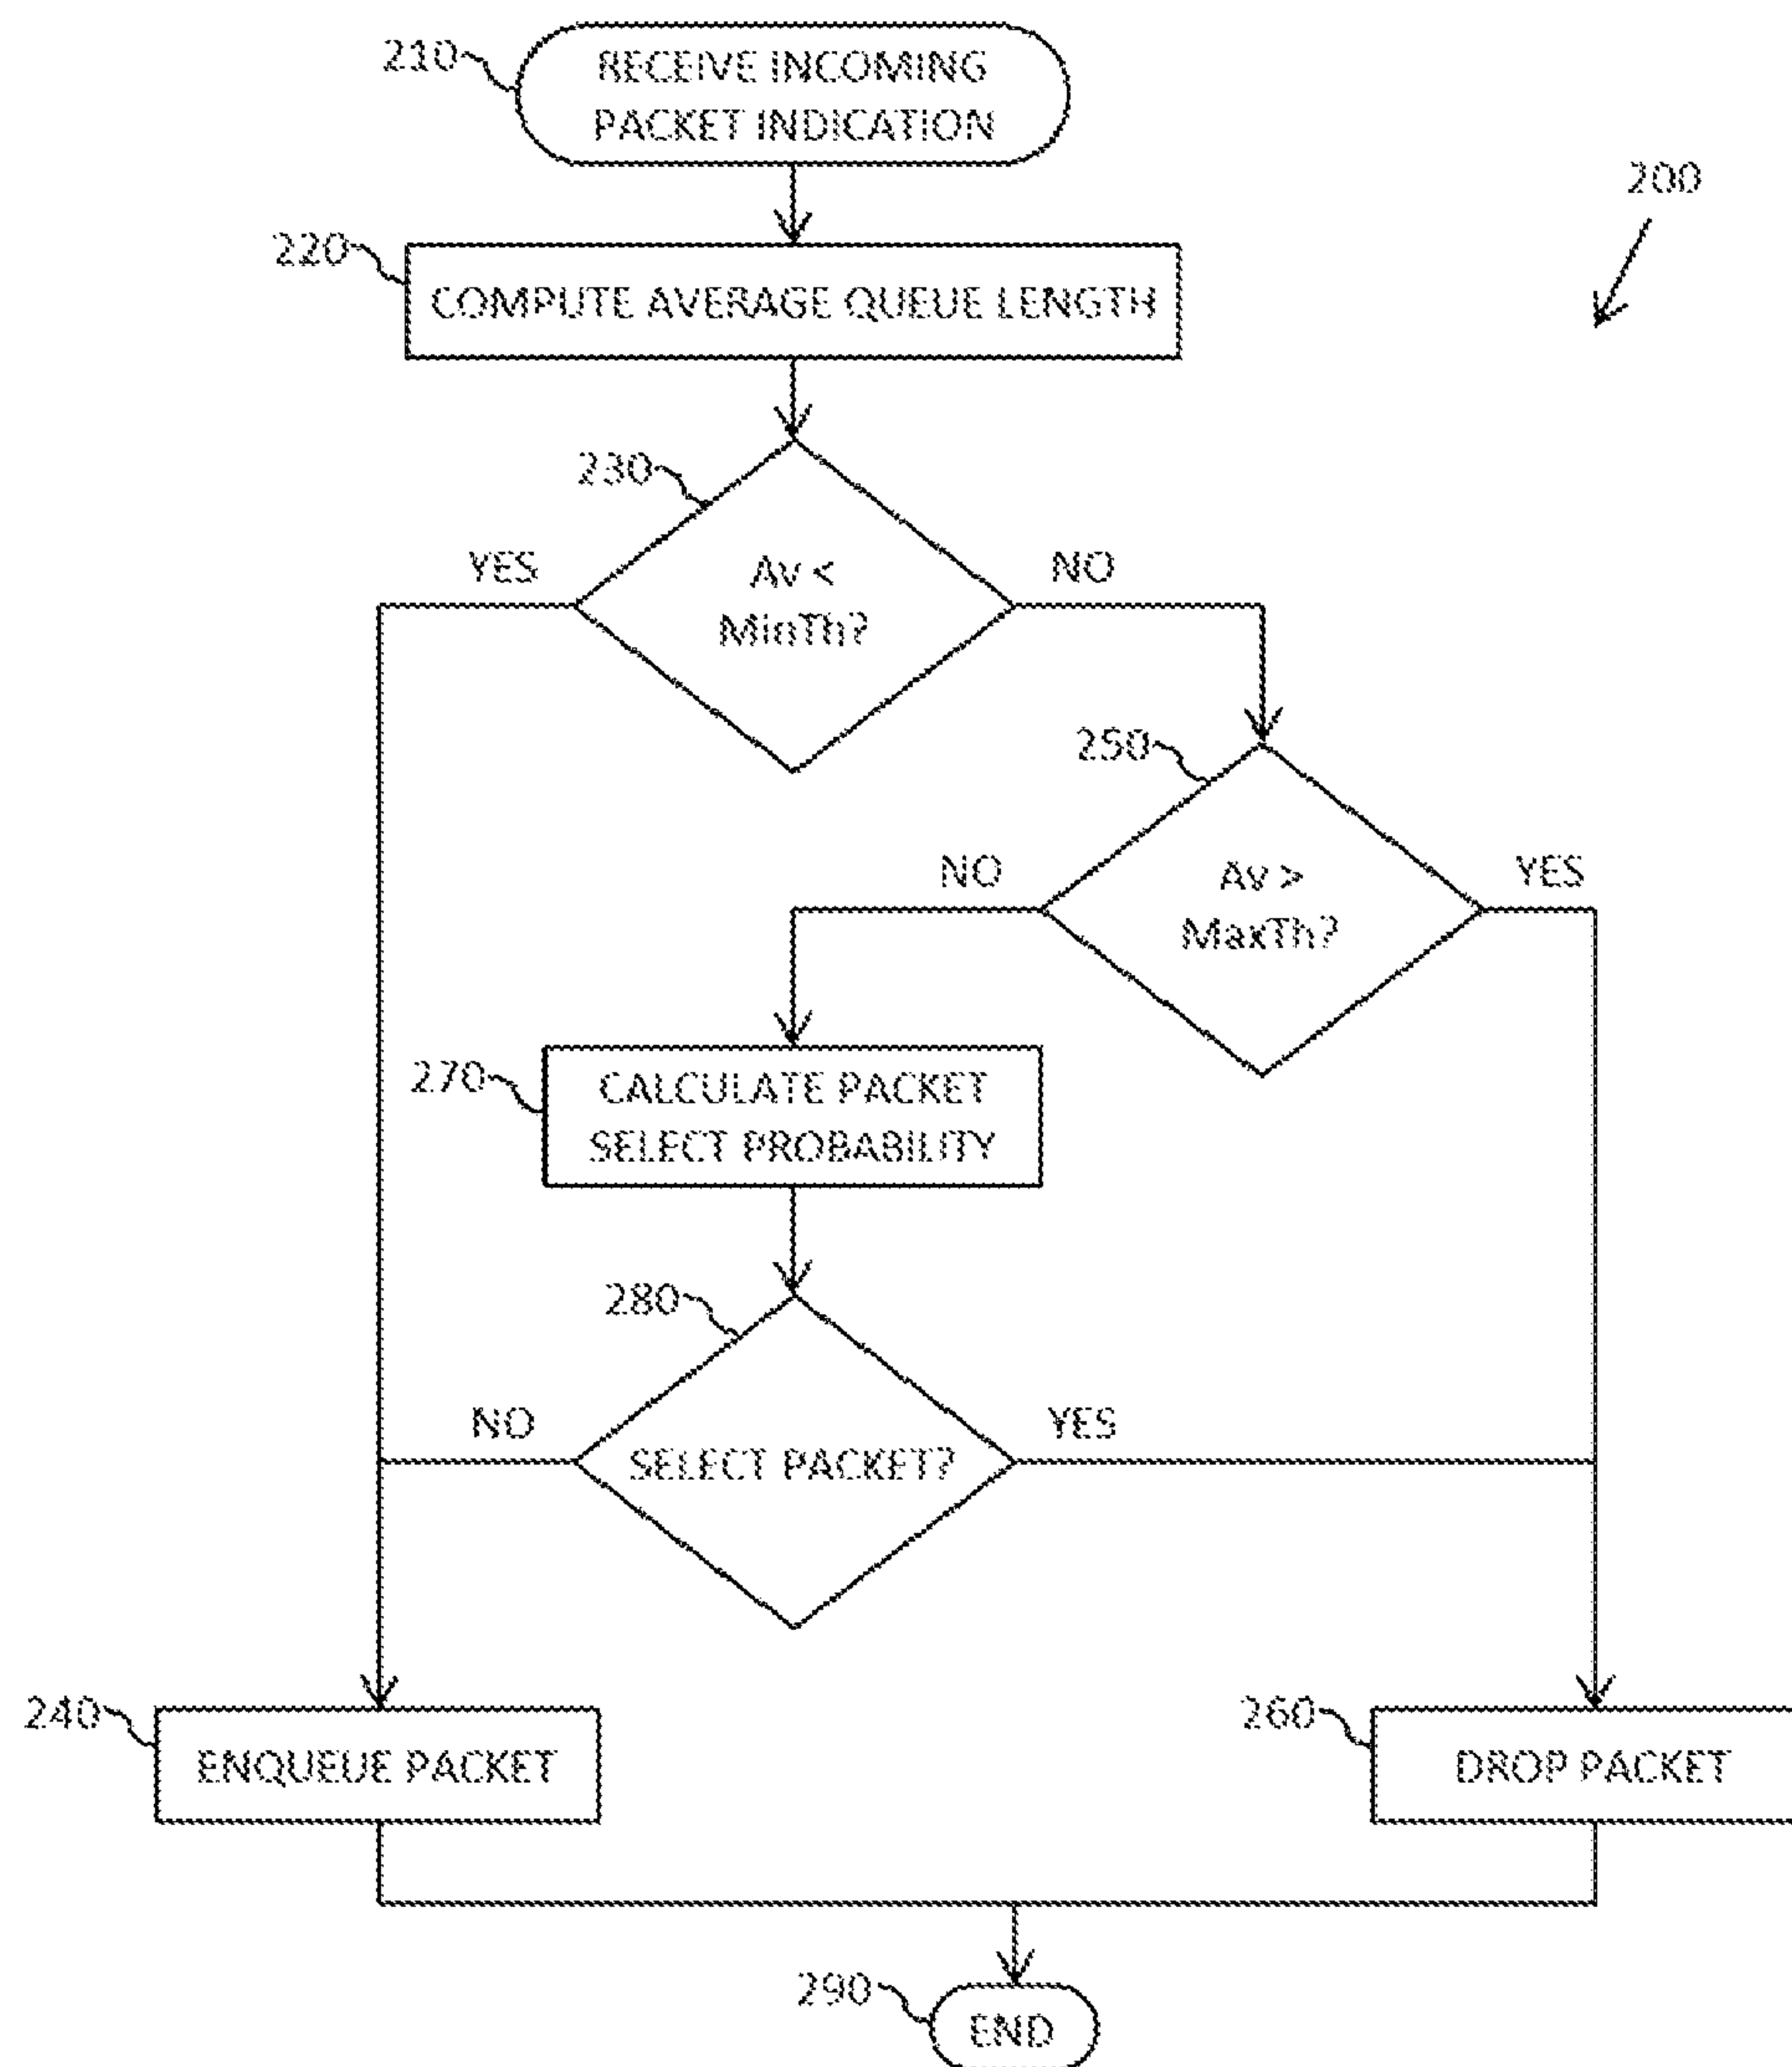 210
RECEIVE INCOMING
PACKET INDICATION
200
220
COMPUTE AVERAGE QUEUE LENGTH
230
YES
Av <
MinTh?
NO
250
NO
Av >
MaxTh?
YES
270
CALCULATE PACKET
SELECT PROBABILITY
280
NO
SELECT PACKET?
YES
240
ENQUEUE PACKET
260
DROP PACKET
290
END